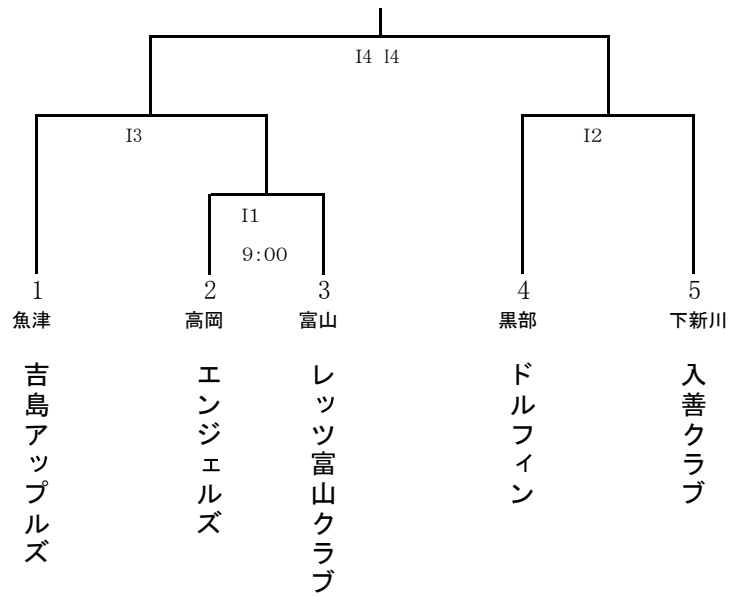 I4 I4
I3
I2
I1
9:00
1
2
3
4
5
魚津
高岡
富山
黒部
下新川
吉島アップルズ
エンジェルズ
レッツ富山クラブ
ドルフィン
入善クラブ